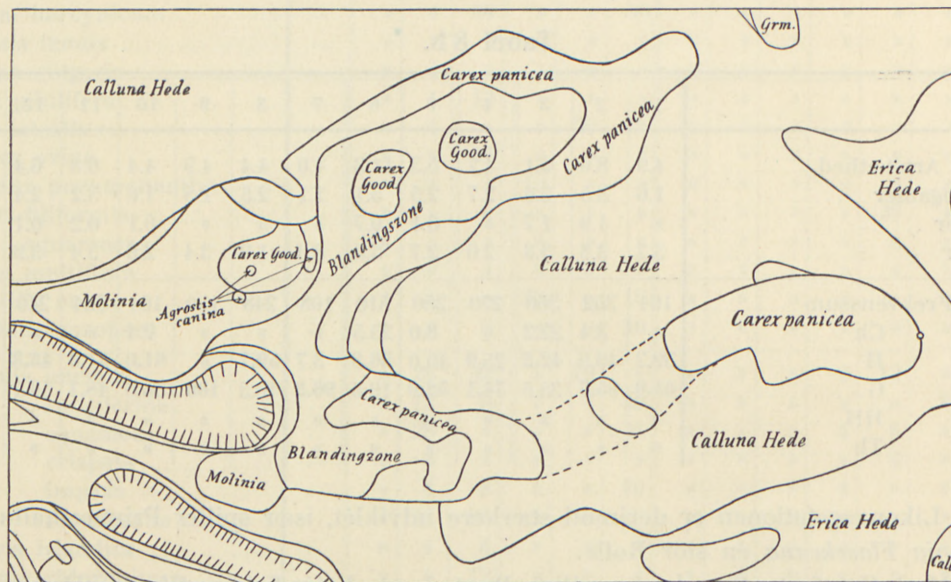 Grm.
Carex panicea
Calluna Hede
Carex
Good.
Carex
Good.
Carex panicea
Erica
Hede
Blandingszone
Carex Good.
Calluna Hede
Molinia
Agrostis
canina
Carex panicea
Carex panicea
Calluna Hede
Blandingzone
Molinia
Erica Hede